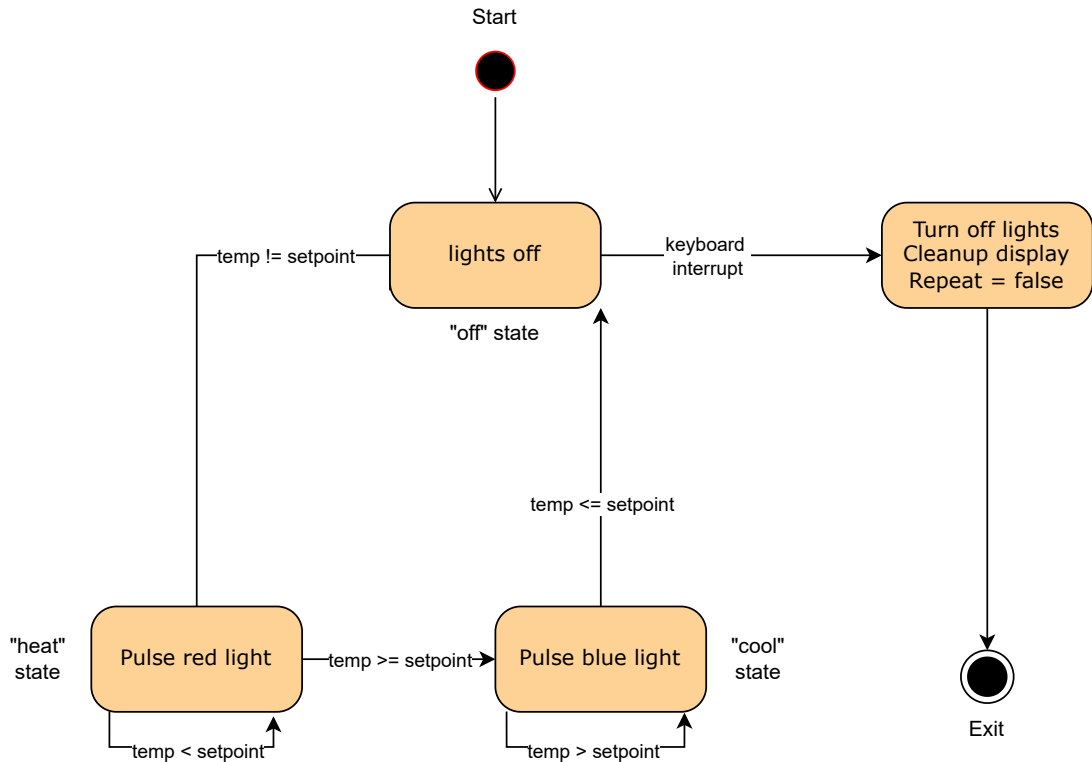 Start
lights off
temp != setpoint
keyboard
interrupt
Turn off lights
Cleanup display
Repeat = false
"off" state
temp <= setpoint
"heat"
state
Pulse red light
temp >= setpoint
Pulse blue light
"cool"
state
temp < setpoint
temp > setpoint
Exit